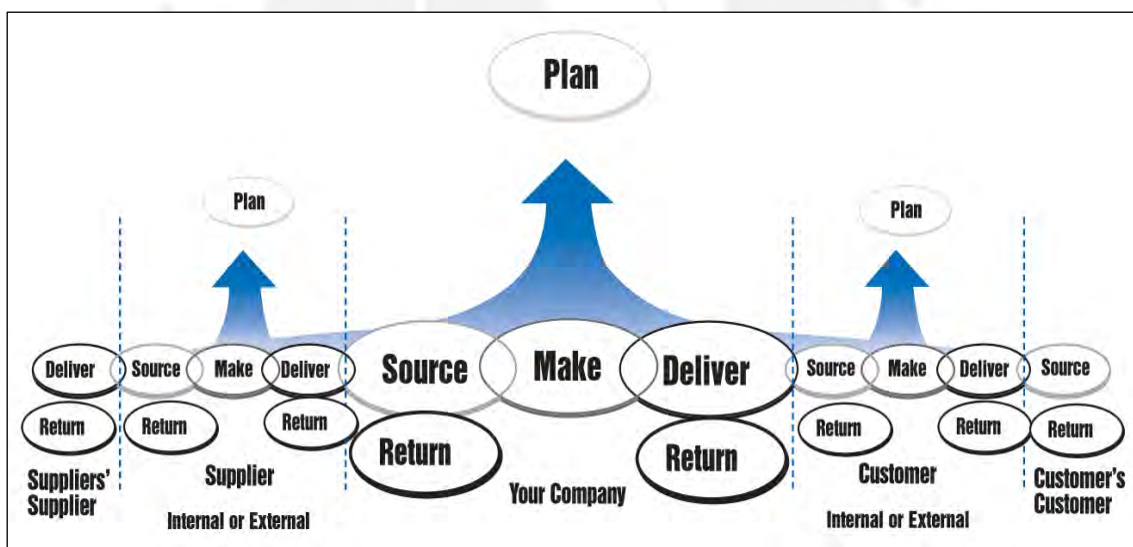 Plan
Plan
Plan
Deliver
Source
Make
Deliver
Source
Make
Deliver
Source
Make
Deliver
Source
Return
Return
Return
Return
Return
Return
Return
Return
Suppliers'
Supplier
Supplier
Internal or External
Your Company
Customer
Internal or External
Customer's
Customer